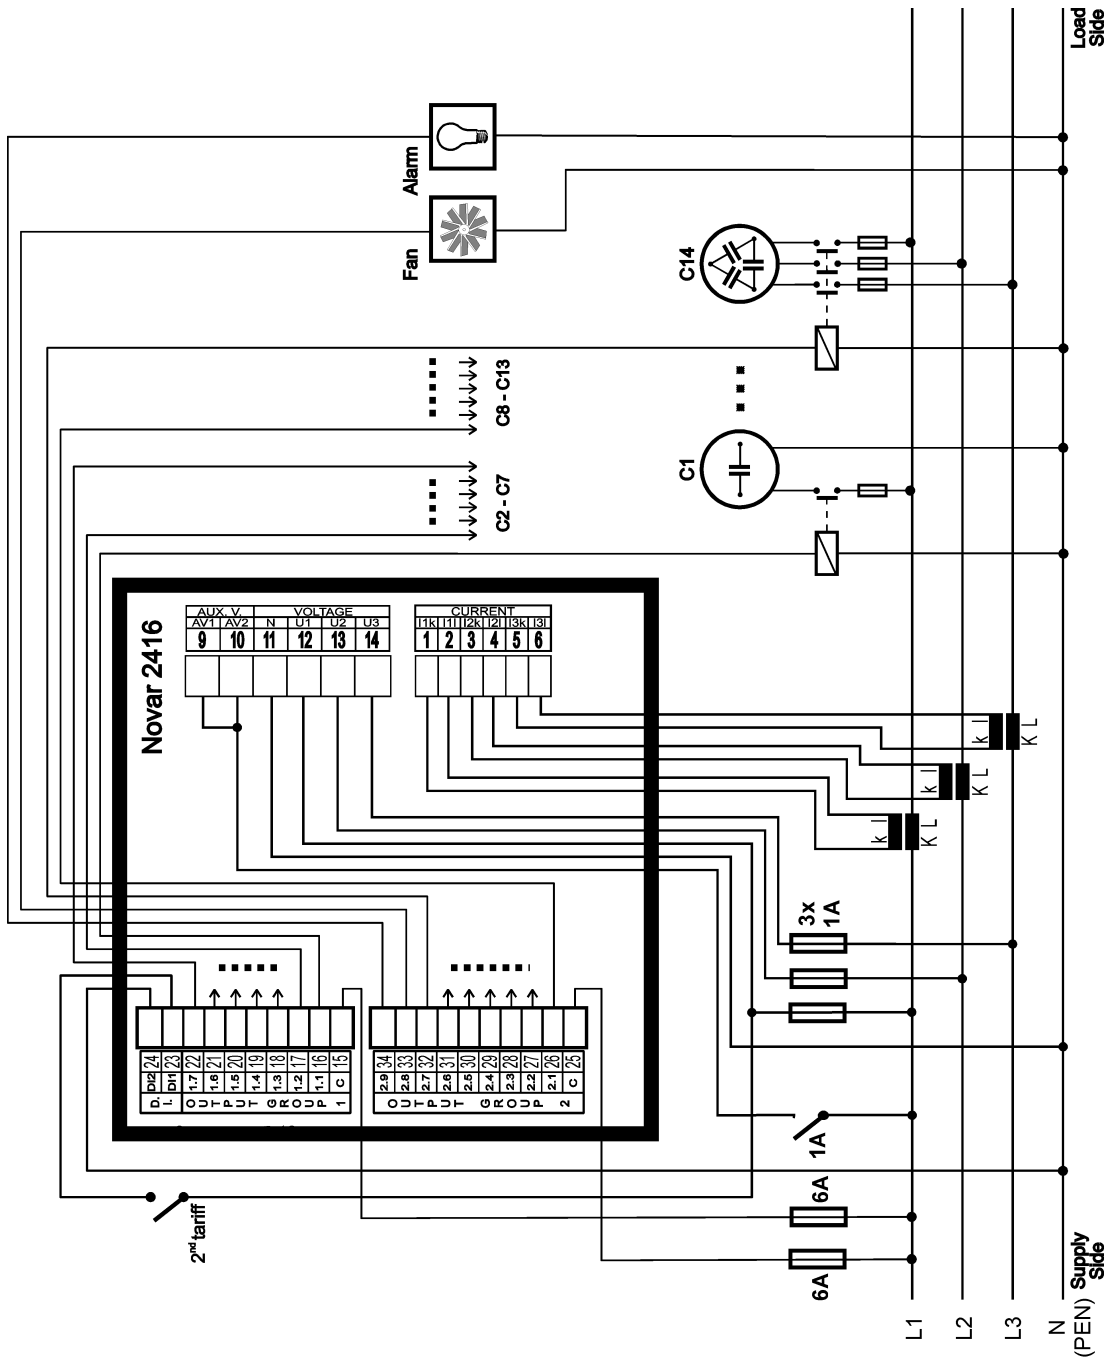 Load
Side
Alarm
Fan
C14
C8 - C13
C1
C2 - C7
Novar 2416
AUX. V. VOLTAGE
AV1 AV2 N U1 U2 U3
9 10 11 12 13 14
CURRENT
I1k I1l I2k I2l I3k I3l
1 2 3 4 5 6
k l
K L
k l
K L
k l
K L
3x
1A
24 23 22 21 20 19 18 17 16 15
DI2 DI1 1.7 1.6 1.5 1.4 1.3 1.2 1.1 C
D. I. OUTPUT GROUP 1
34 33 32 31 30 29 28 27 26 25
2.9 2.8 2.7 2.6 2.5 2.4 2.3 2.2 2.1 C
OUTPUT GROUP 2
1A
6A
6A
2nd tariff
L1
L2
L3
N
(PEN)
Supply
Side